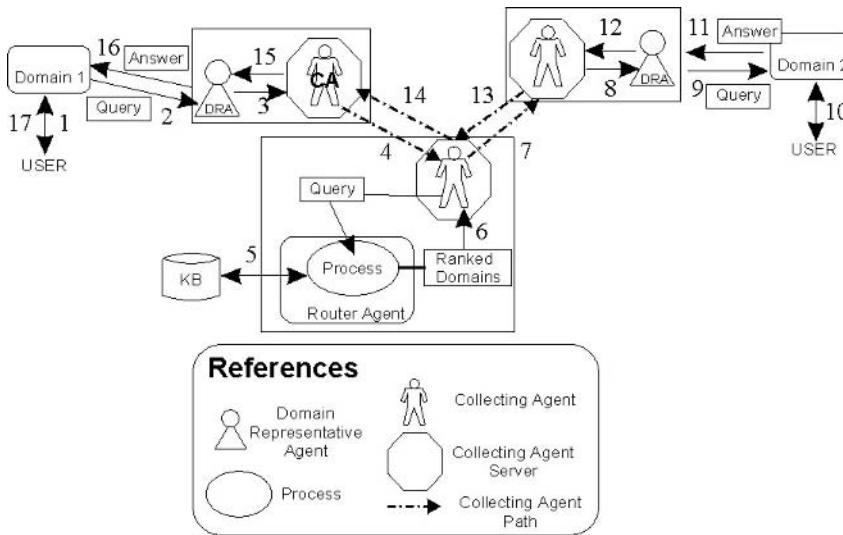 16
Answer
15
12
11
Answer
Domain 1
CA
Domain 2
DRA
DRA
Query
2
3
14
13
8
9
Query
17
1
4
7
10
USER
USER
Query
6
5
Process
Ranked
Domains
KB
Router Agent
References
Domain
Representative
Agent
Collecting Agent
Collecting Agent
Server
Process
Collecting Agent
Path